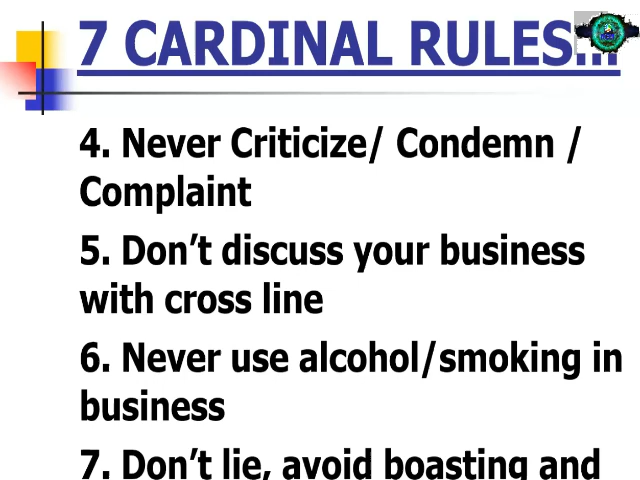 7 CARDINAL RULES...
4. Never Criticize/ Condemn /
Complaint
5. Don’t discuss your business
with cross line
6. Never use alcohol/smoking in
business
7. Don’t lie, avoid boasting and